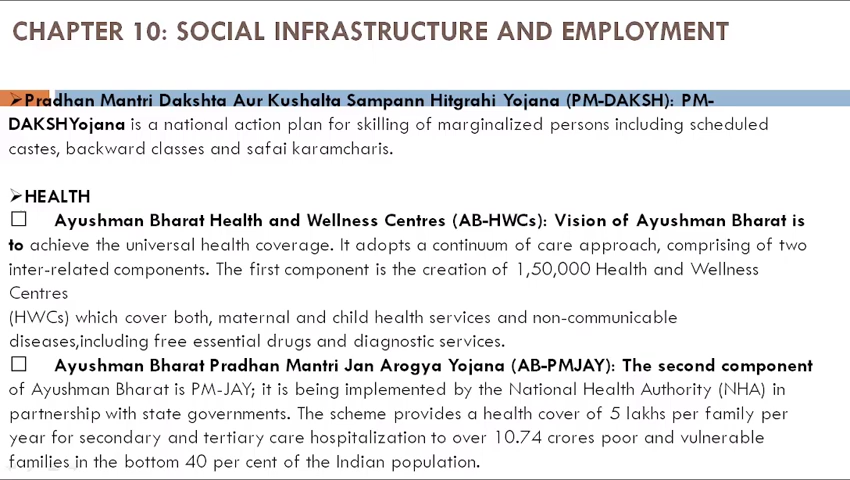 CHAPTER 10: SOCIAL INFRASTRUCTURE AND EMPLOYMENT
➢Pradhan Mantri Dakshta Aur Kushalta Sampann Hitgrahi Yojana (PM-DAKSH): PM-
DAKSHYojana is a national action plan for skilling of marginalized persons including scheduled
castes, backward classes and safai karamcharis.
➢HEALTH
☐ Ayushman Bharat Health and Wellness Centres (AB-HWCs): Vision of Ayushman Bharat is
to achieve the universal health coverage. It adopts a continuum of care approach, comprising of two
inter-related components. The first component is the creation of 1,50,000 Health and Wellness
Centres
(HWCs) which cover both, maternal and child health services and non-communicable
diseases,including free essential drugs and diagnostic services.
☐ Ayushman Bharat Pradhan Mantri Jan Arogya Yojana (AB-PMJAY): The second component
of Ayushman Bharat is PM-JAY; it is being implemented by the National Health Authority (NHA) in
partnership with state governments. The scheme provides a health cover of 5 lakhs per family per
year for secondary and tertiary care hospitalization to over 10.74 crores poor and vulnerable
families in the bottom 40 per cent of the Indian population.